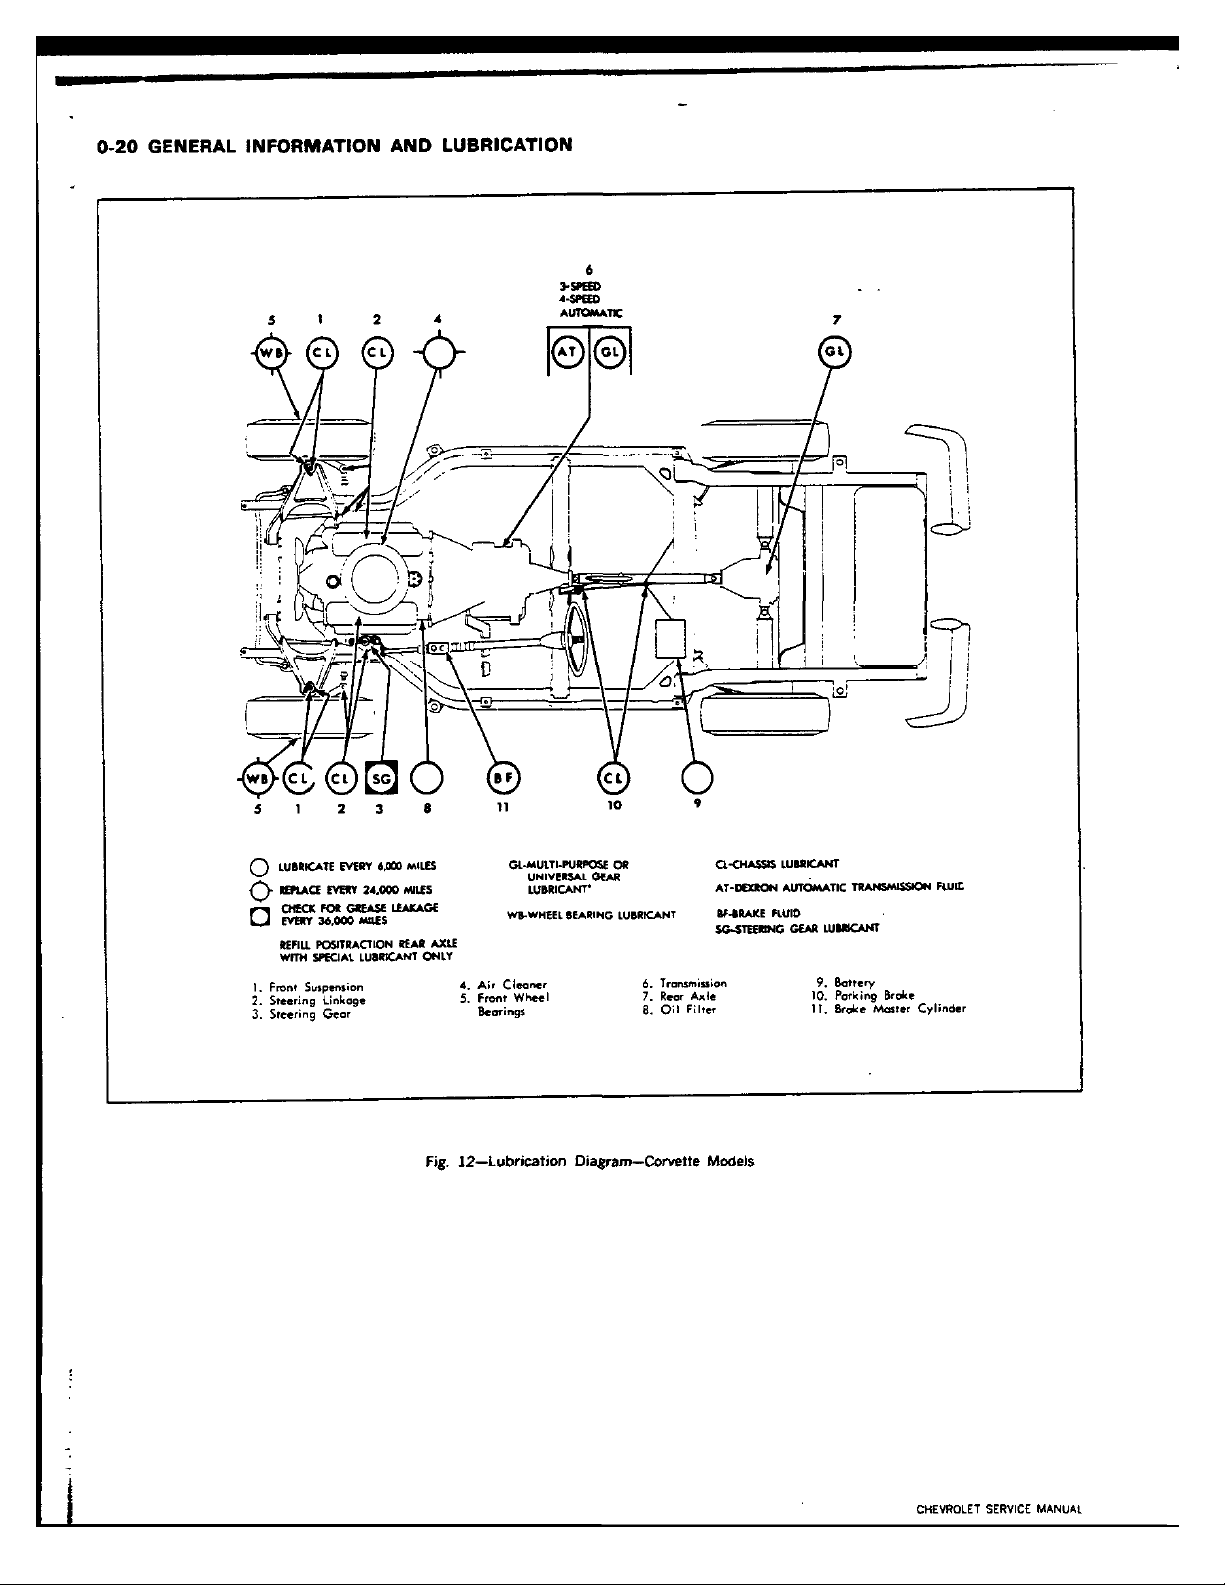 0-20 GENERAL INFORMATION AND LUBRICATION
6
3-SPEED
4-SPEED
AUTOMATIC
5 1 2 4 7
WB CL CL AT GL GL
WB CL CL SG BF CL
5 1 2 3 8 11 10 9
LUBRICATE EVERY 6,000 MILES
REPLACE EVERY 24,000 MILES
CHECK FOR GREASE LEAKAGE
EVERY 36,000 MILES
REFILL POSITRACTION REAR AXLE
WITH SPECIAL LUBRICANT ONLY
GL-MULTI-PURPOSE OR
UNIVERSAL GEAR
LUBRICANT*
WB-WHEEL BEARING LUBRICANT
CL-CHASSIS LUBRICANT
AT-DEXRON AUTOMATIC TRANSMISSION FLUID
BF-BRAKE FLUID
SG-STEERING GEAR LUBRICANT
1. Front Suspension
2. Steering Linkage
3. Steering Gear
4. Air Cleaner
5. Front Wheel
Bearings
6. Transmission
7. Rear Axle
8. Oil Filter
9. Battery
10. Parking Brake
11. Brake Master Cylinder
Fig. 12—Lubrication Diagram—Corvette Models
CHEVROLET SERVICE MANUAL